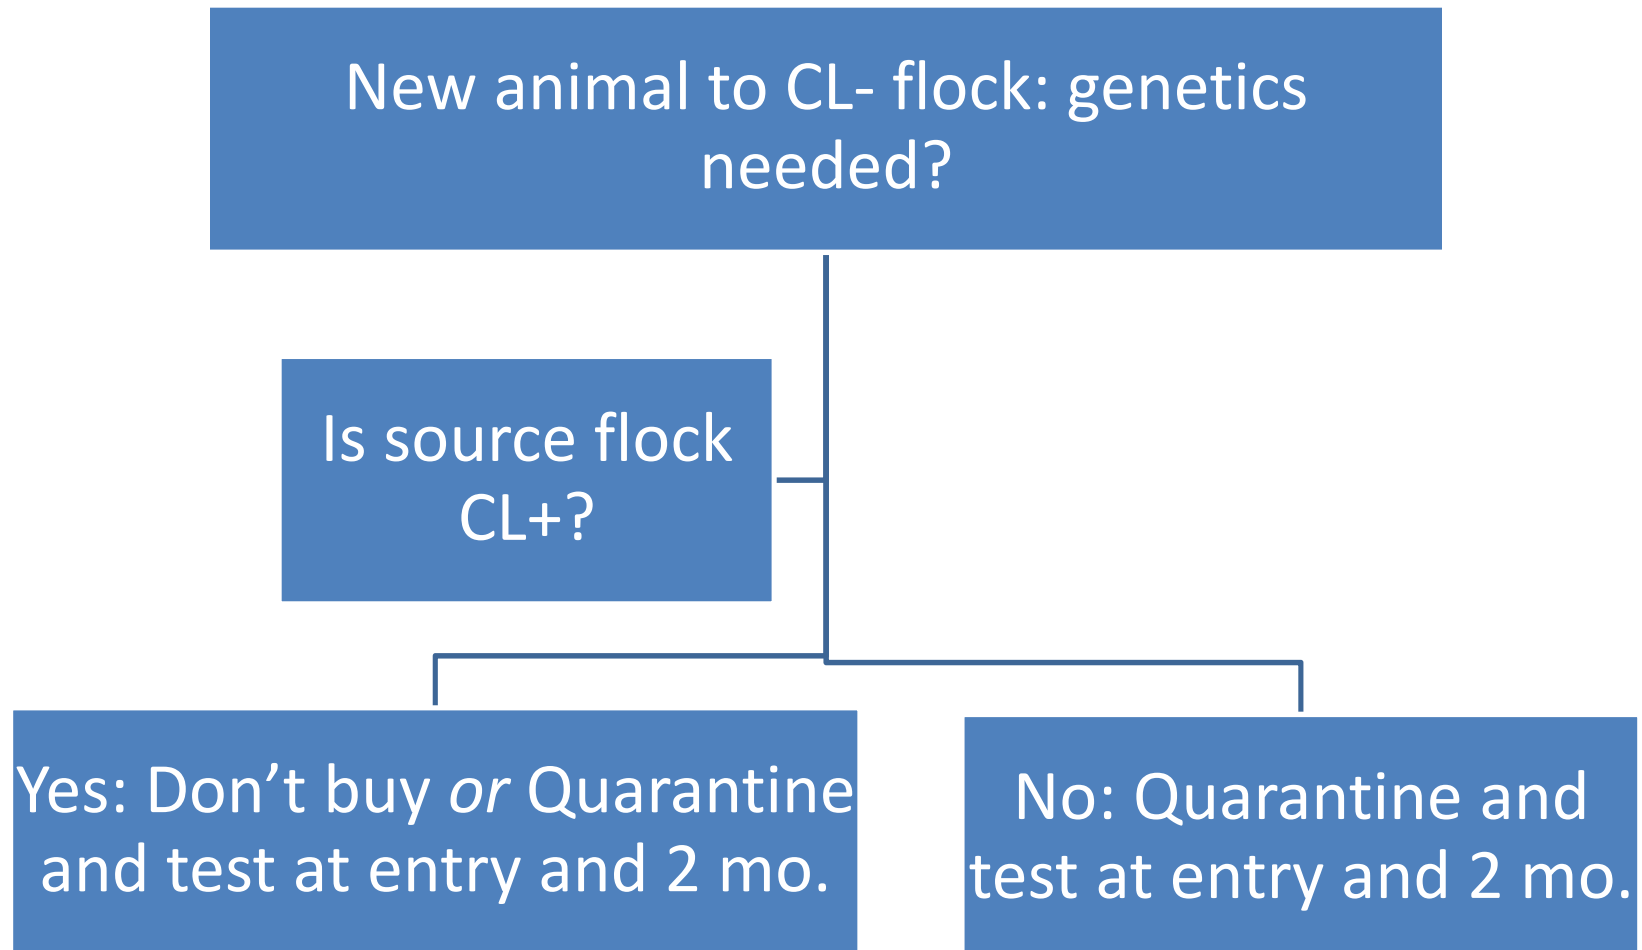 New animal to CL- flock: genetics
needed?
Is source flock
CL+?
Yes: Don’t buy or Quarantine
and test at entry and 2 mo.
No: Quarantine and
test at entry and 2 mo.